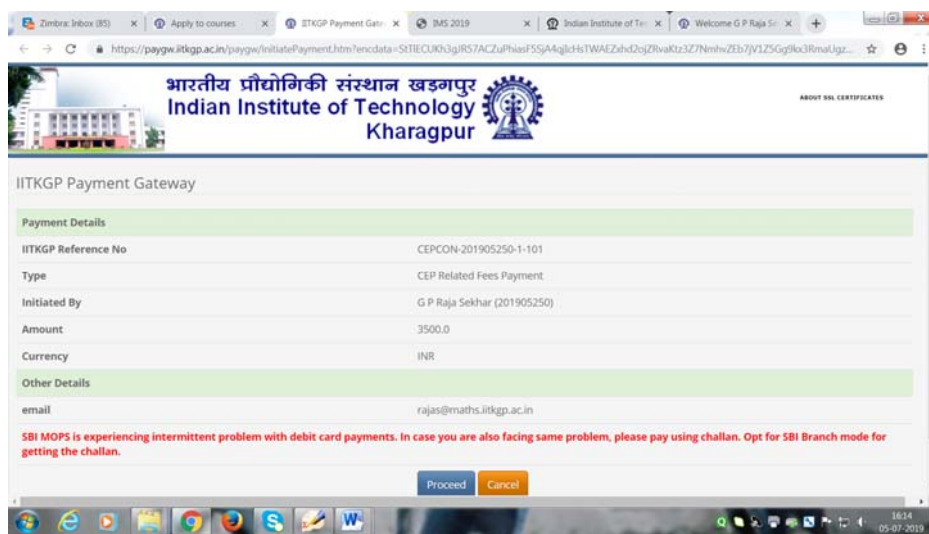 Zimbra: Inbox (85)
Apply to courses
IITKGP Payment Gate
IMS 2019
Indian Institute of Tec
Welcome G P Raja Se
https://paygw.iitkgp.ac.in/paygw/initiatePayment.htm?encdata=
भारतीय प्रौद्योगिकी संस्थान खड़गपुर
Indian Institute of Technology
Kharagpur
ABOUT SSL CERTIFICATES
IITKGP Payment Gateway
Payment Details
IITKGP Reference No CEPCON-201905250-1-101
Type CEP Related Fees Payment
Initiated By G P Raja Sekhar (201905250)
Amount 3500.0
Currency INR
Other Details
email rajas@maths.iitkgp.ac.in
SBI MOPS is experiencing intermittent problem with debit card payments. In case you are also facing same problem, please pay using challan. Opt for SBI Branch mode for
getting the challan.
Proceed Cancel
16:14
05-07-2019